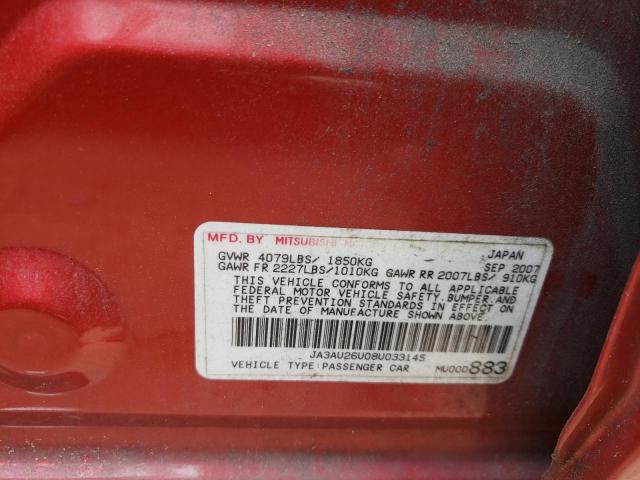 MFD. BY MITSUBISHI
JAPAN
GVWR 4079LBS/ 1850KG SEP 2007
GAWR FR 2227LBS/1010KG GAWR RR 2007LBS/ 910KG
THIS VEHICLE CONFORMS TO ALL APPLICABLE
FEDERAL MOTOR VEHICLE SAFETY,BUMPER,AND
THEFT PREVENTION STANDARDS IN EFFECT ON
THE DATE OF MANUFACTURE SHOWN ABOVE.
JA3AU26U08U033145
VEHICLE TYPE:PASSENGER CAR MU000883